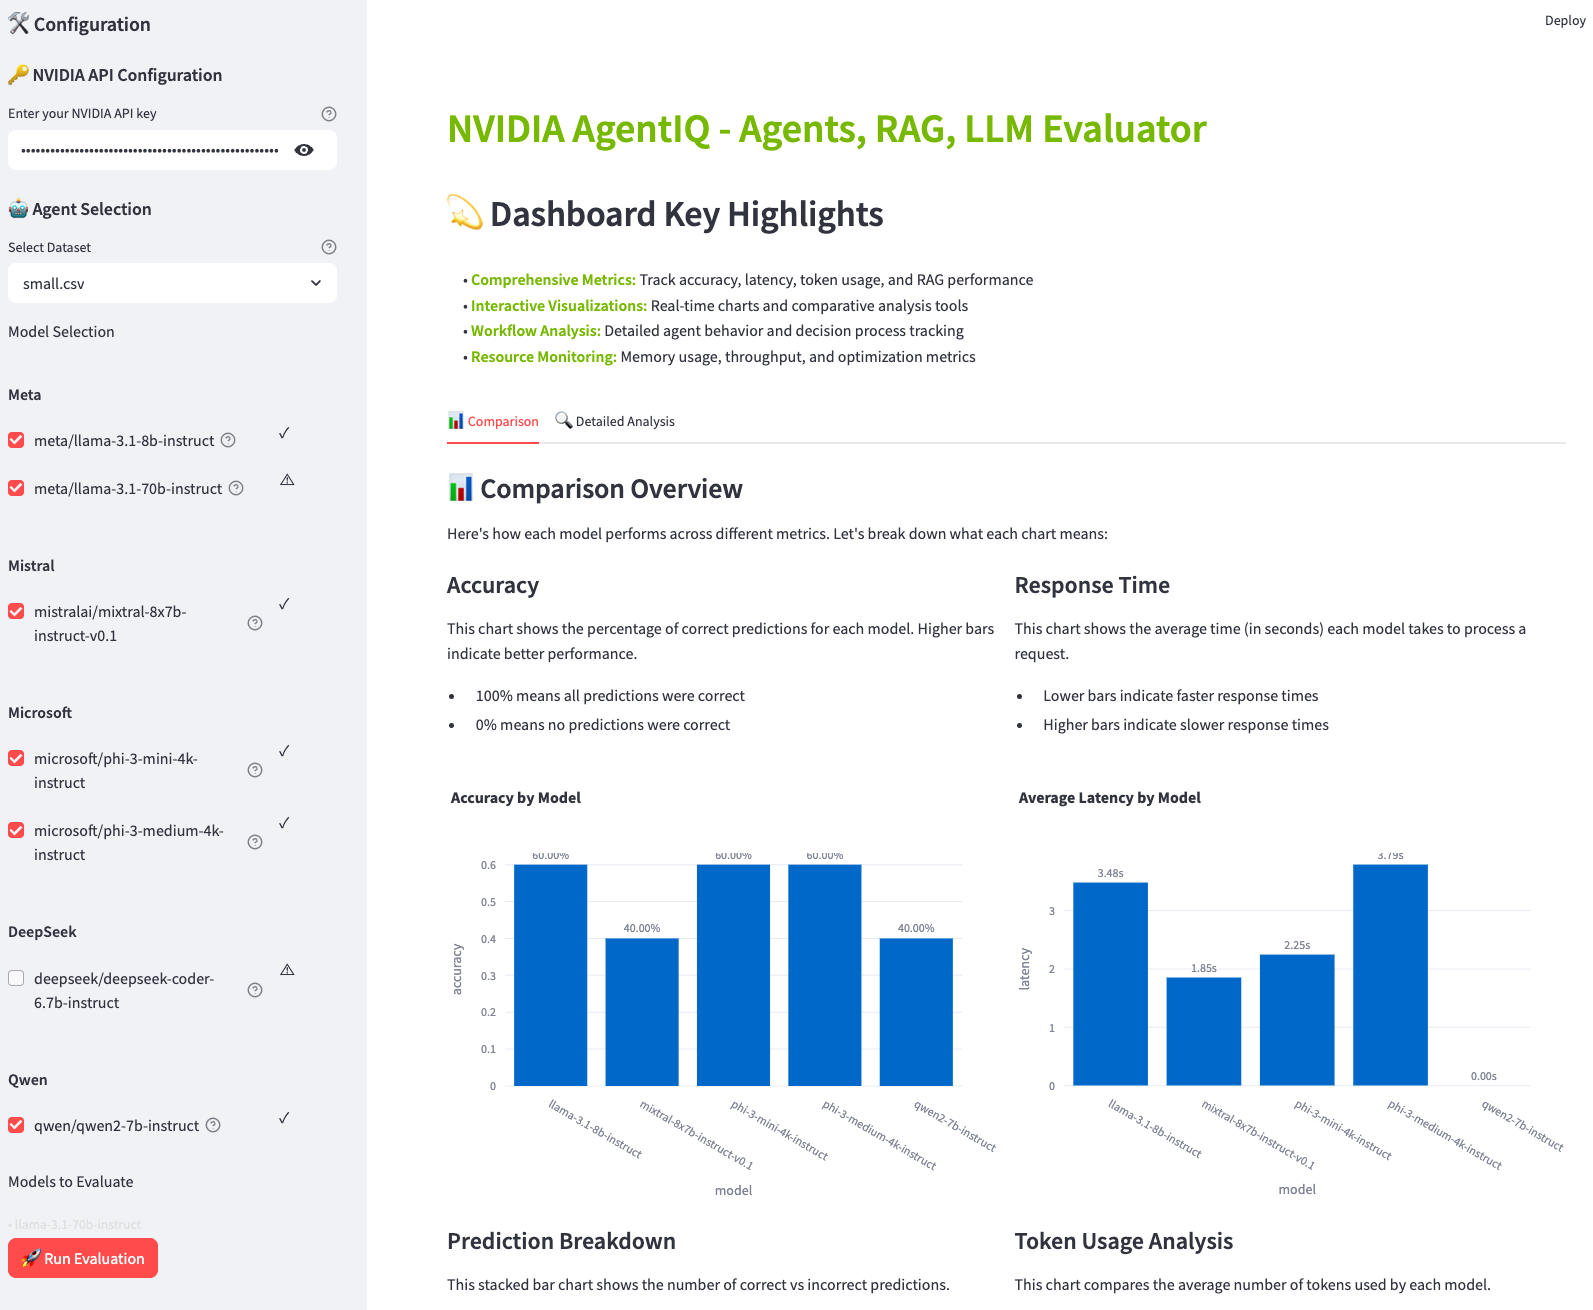 Configuration
NVIDIA API Configuration
Enter your NVIDIA API key
Agent Selection
Select Dataset
small.csv
Model Selection
Meta
meta/llama-3.1-8b-instruct
meta/llama-3.1-70b-instruct
Mistral
mistralai/mixtral-8x7b-
instruct-v0.1
Microsoft
microsoft/phi-3-mini-4k-
instruct
microsoft/phi-3-medium-4k-
instruct
DeepSeek
deepseek/deepseek-coder-
6.7b-instruct
Qwen
qwen/qwen2-7b-instruct
Models to Evaluate
• llama-3.1-70b-instruct
Run Evaluation
Deploy
NVIDIA AgentIQ - Agents, RAG, LLM Evaluator
Dashboard Key Highlights
• Comprehensive Metrics: Track accuracy, latency, token usage, and RAG performance
• Interactive Visualizations: Real-time charts and comparative analysis tools
• Workflow Analysis: Detailed agent behavior and decision process tracking
• Resource Monitoring: Memory usage, throughput, and optimization metrics
Comparison
Detailed Analysis
Comparison Overview
Here's how each model performs across different metrics. Let's break down what each chart means:
Accuracy
This chart shows the percentage of correct predictions for each model. Higher bars
indicate better performance.
• 100% means all predictions were correct
• 0% means no predictions were correct
Accuracy by Model
60.00%
40.00%
60.00%
60.00%
40.00%
0.6
0.5
0.4
0.3
0.2
0.1
0
accuracy
llama-3.1-8b-instruct
mixtral-8x7b-instruct-v0.1
phi-3-mini-4k-instruct
phi-3-medium-4k-instruct
qwen2-7b-instruct
model
Response Time
This chart shows the average time (in seconds) each model takes to process a
request.
• Lower bars indicate faster response times
• Higher bars indicate slower response times
Average Latency by Model
3.48s
1.85s
2.25s
3.79s
0.00s
3
2
1
0
latency
llama-3.1-8b-instruct
mixtral-8x7b-instruct-v0.1
phi-3-mini-4k-instruct
phi-3-medium-4k-instruct
qwen2-7b-instruct
model
Prediction Breakdown
This stacked bar chart shows the number of correct vs incorrect predictions.
Token Usage Analysis
This chart compares the average number of tokens used by each model.